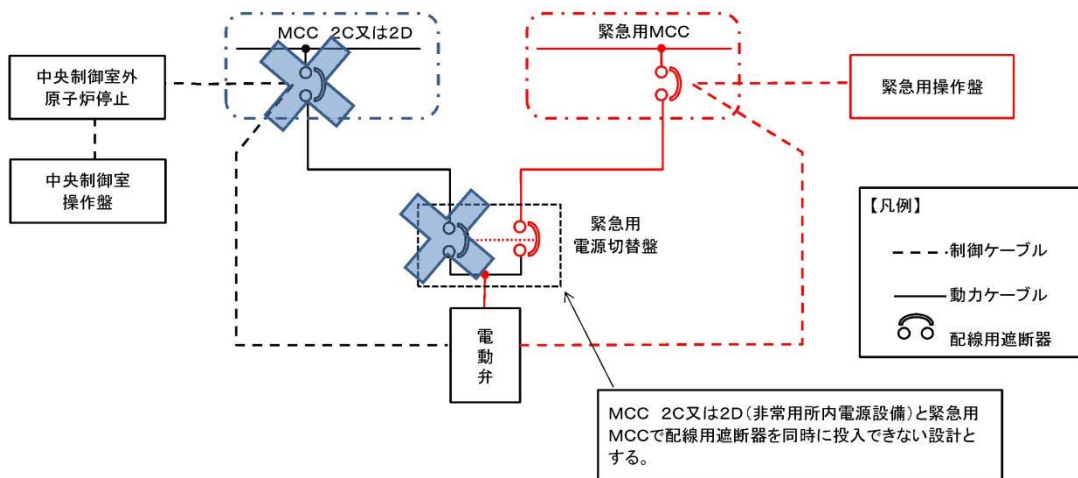 MCC 2C又は2D
緊急用MCC
中央制御室外
原子炉停止
緊急用操作盤
中央制御室
操作盤
緊急用
電源切替盤
【凡例】
制御ケーブル
動力ケーブル
配線用遮断器
電動弁
MCC 2C又は2D(非常用所内電源設備)と緊急用
MCCで配線用遮断器を同時に投入できない設計と
する。